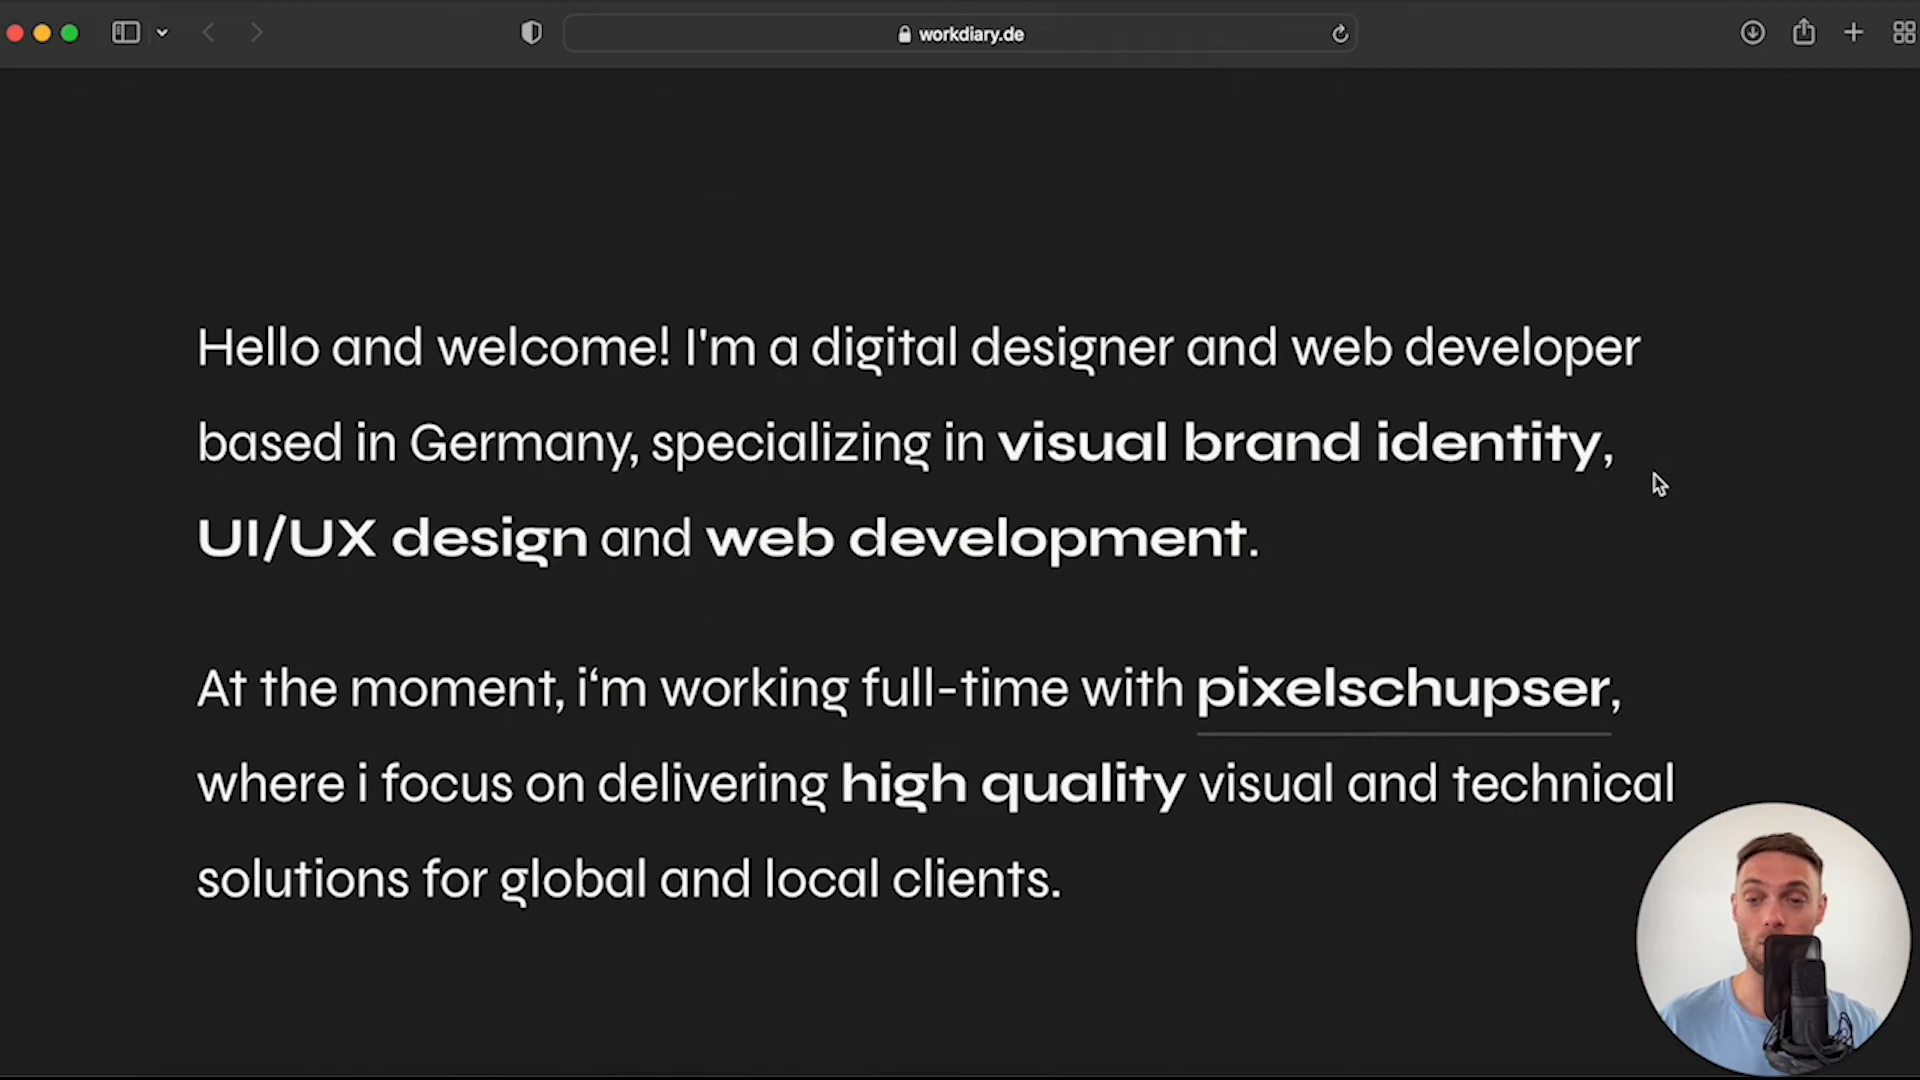 workdiary.de
Hello and welcome! I'm a digital designer and web developer
based in Germany, specializing in visual brand identity,
UI/UX design and web development.
At the moment, i‘m working full-time with pixelschupser,
where i focus on delivering high quality visual and technical
solutions for global and local clients.